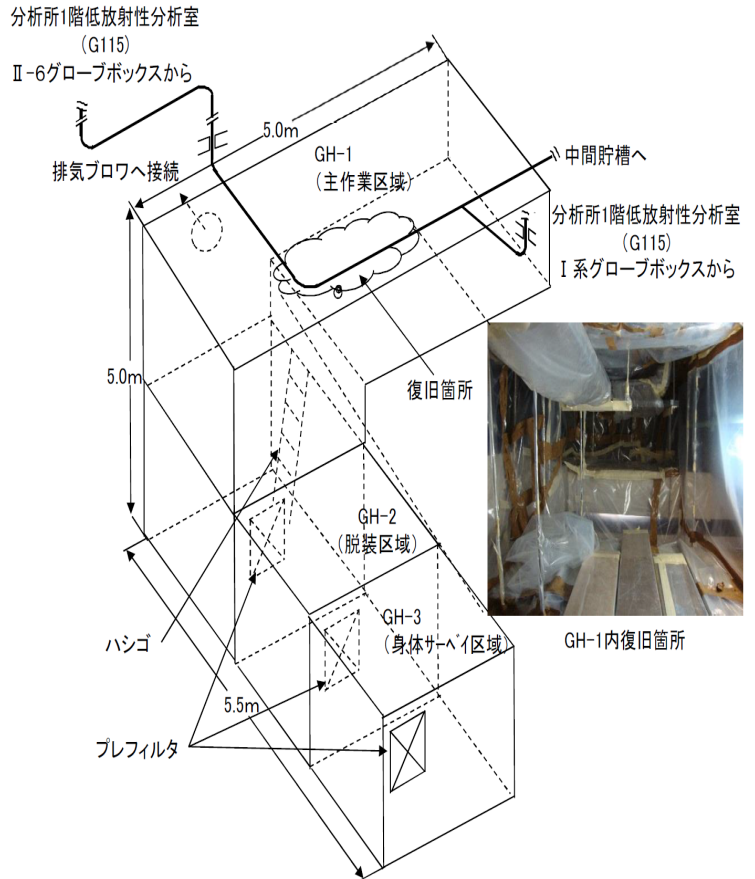 分析所1階低放射性分析室
(G115)
Ⅱ-6グローブボックスから
5.0m
GH-1
(主作業区域)
中間貯槽へ
排気ブロワへ接続
分析所1階低放射性分析室
(G115)
Ⅰ系グローブボックスから
5.0m
復旧箇所
GH-2
(脱装区域)
GH-3
(身体サーベイ区域)
ハシゴ
GH-1内復旧箇所
5.5m
プレフィルタ